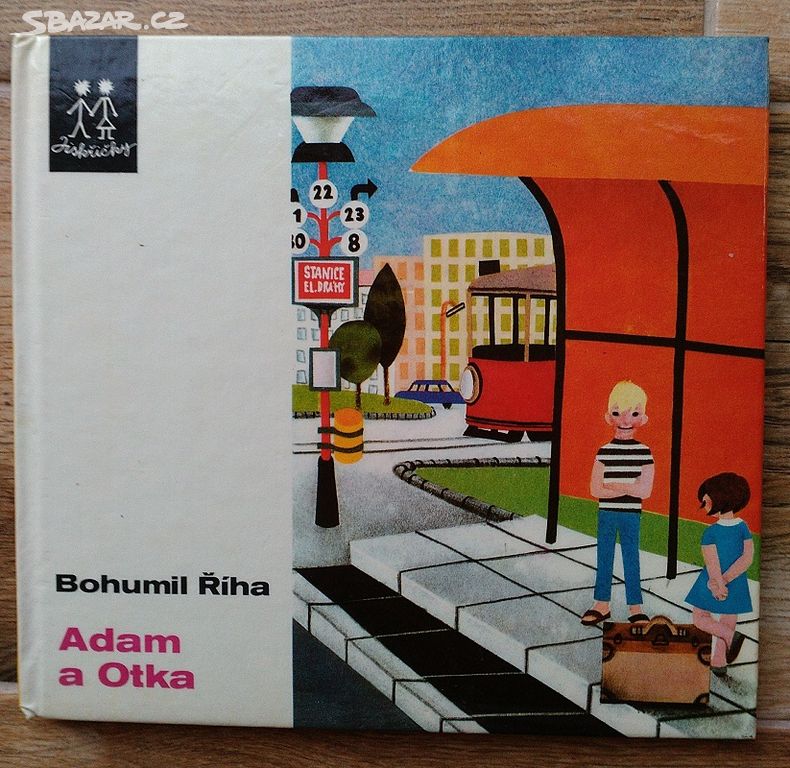 SBAZAR.CZ
Jiskřičky
22
1
23
30
8
STANICE
EL.DRÁHY
Bohumil Říha
Adam
a Otka